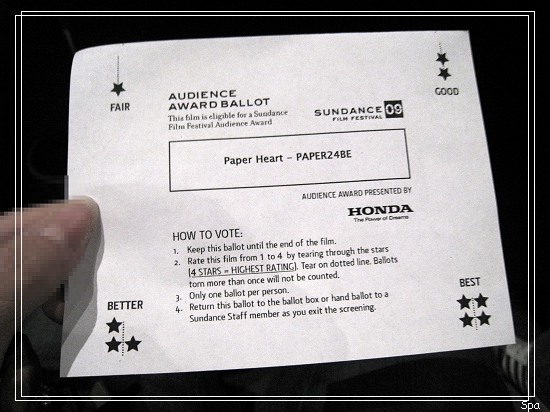 FAIR
GOOD
AUDIENCE
AWARD BALLOT
This film is eligible for a Sundance
Film Festival Audience Award
SUNDANCE 09
FILM FESTIVAL
Paper Heart – PAPER24BE
AUDIENCE AWARD PRESENTED BY
HONDA
The Power of Dreams
HOW TO VOTE:
1. Keep this ballot until the end of the film.
2. Rate this film from 1 to 4 by tearing through the stars
(4 STARS = HIGHEST RATING). Tear on dotted line. Ballots
torn more than once will not be counted.
3. Only one ballot per person.
4. Return this ballot to the ballot box or hand ballot to a
Sundance Staff member as you exit the screening.
BETTER
BEST
Spa